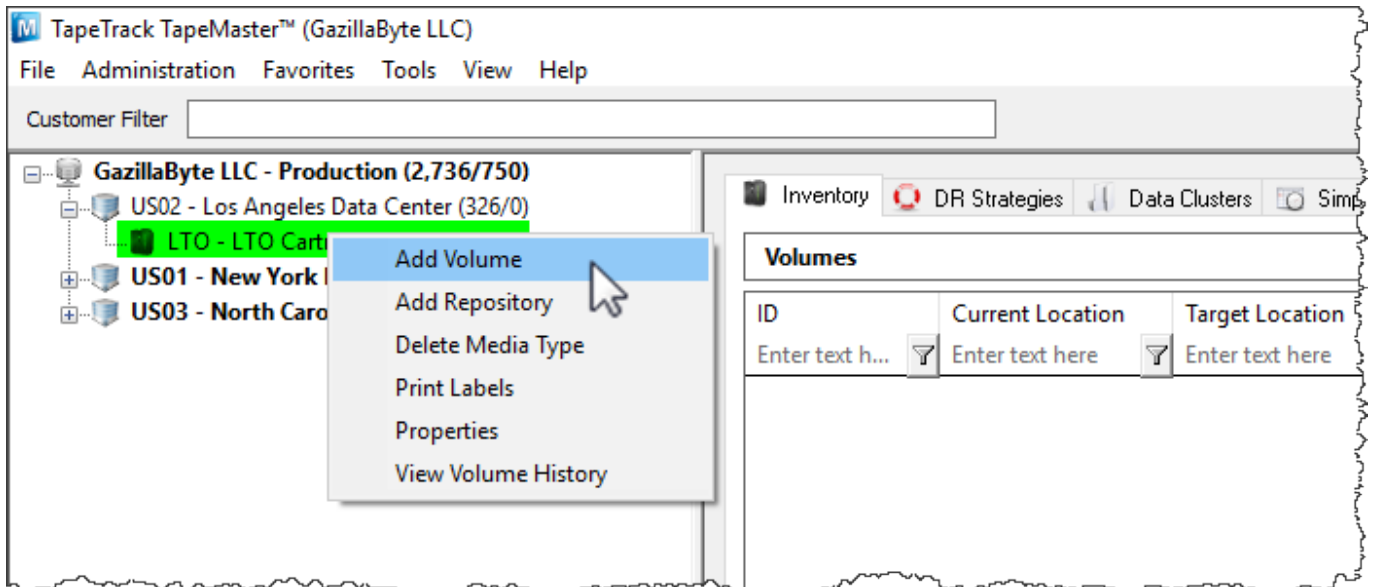 TapeTrack TapeMaster™ (GazillaByte LLC)
File Administration Favorites Tools View Help
Customer Filter
GazillaByte LLC - Production (2,736/750)
US02 - Los Angeles Data Center (326/0)
LTO - LTO
US01 - New York
US03 - North
Add Volume
Add Repository
Delete Media Type
Print Labels
Properties
View Volume History
Inventory DR Strategies Data Clusters
Volumes
ID Current Location Target Location
Enter text h... Enter text here Enter text here